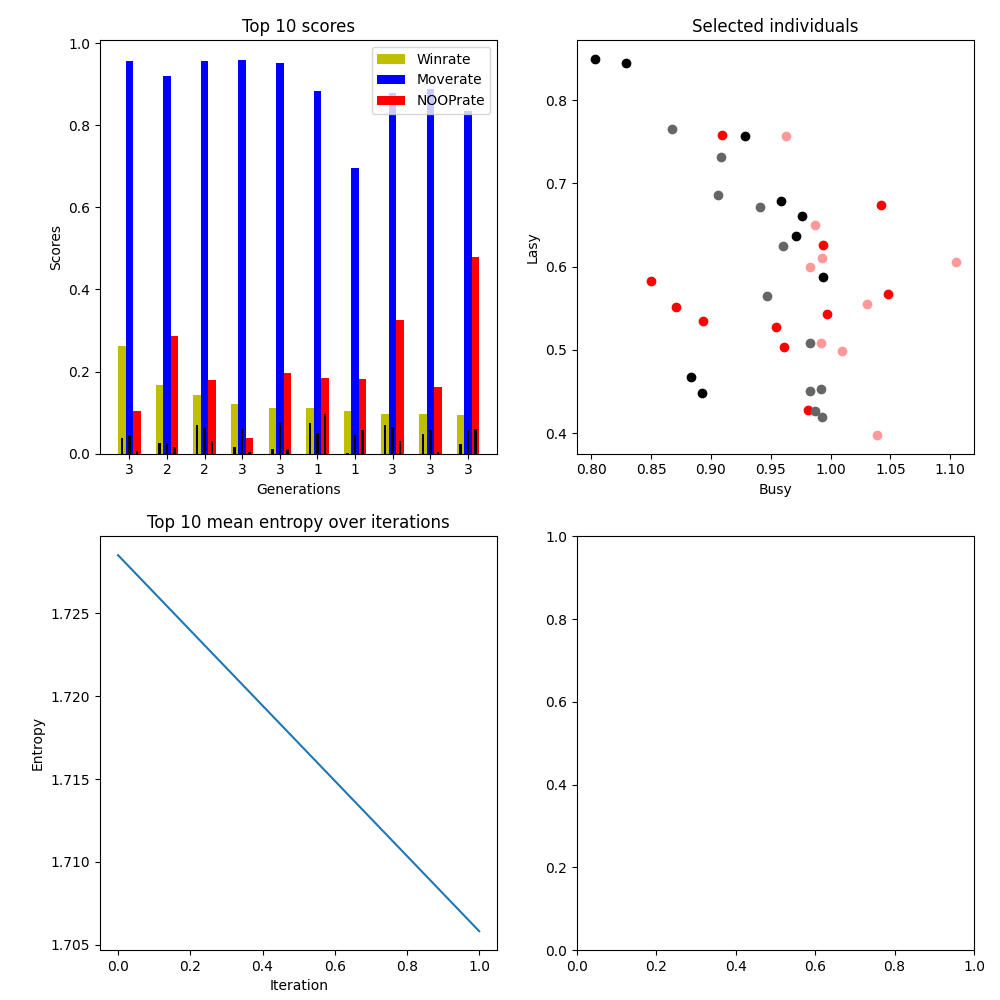 Top 10 scores
1.0
0.8
0.6
0.4
0.2
0.0
Scores
Winrate
Moverate
NOOPrate
3 2 2 3 3 1 1 3 3 3
Generations
Selected individuals
0.8
0.7
0.6
0.5
0.4
Lasy
0.80 0.85 0.90 0.95 1.00 1.05 1.10
Busy
Top 10 mean entropy over iterations
1.725
1.720
1.715
1.710
1.705
Entropy
0.0 0.2 0.4 0.6 0.8 1.0
Iteration
1.0
0.8
0.6
0.4
0.2
0.0
0.0 0.2 0.4 0.6 0.8 1.0